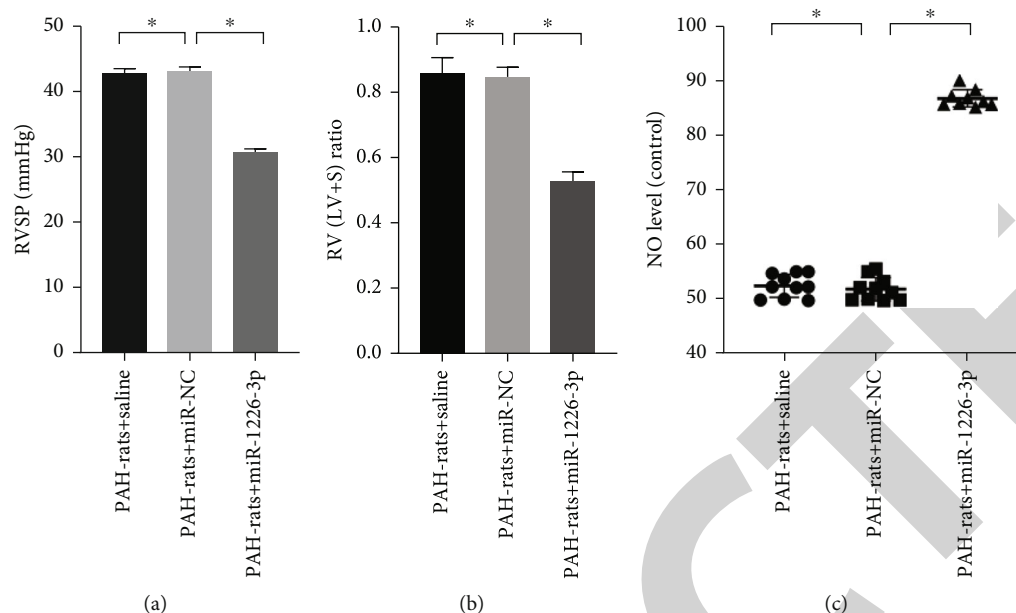 RVSP (mmHg)
50
40
30
20
10
0
*
*
PAH-rats+saline
PAH-rats+miR-NC
PAH-rats+miR-1226-3p
(a)
RV (LV+S) ratio
1.0
0.8
0.6
0.4
0.2
0.0
*
*
PAH-rats+saline
PAH-rats+miR-NC
PAH-rats+miR-1226-3p
(b)
NO level (control)
100
90
80
70
60
50
40
*
*
PAH-rats+saline
PAH-rats+miR-NC
PAH-rats+miR-1226-3p
(c)